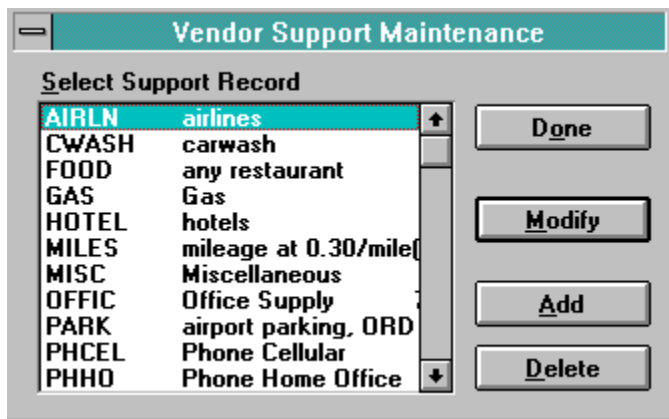 Vendor Support Maintenance
Select Support Record
AIRLN airlines
CWASH carwash
FOOD any restaurant
GAS Gas
HOTEL hotels
MILES mileage at 0.30/mile(
MISC Miscellaneous
OFFIC Office Supply
PARK airport parking, ORD
PHCEL Phone Cellular
PHHO Phone Home Office
Done
Modify
Add
Delete